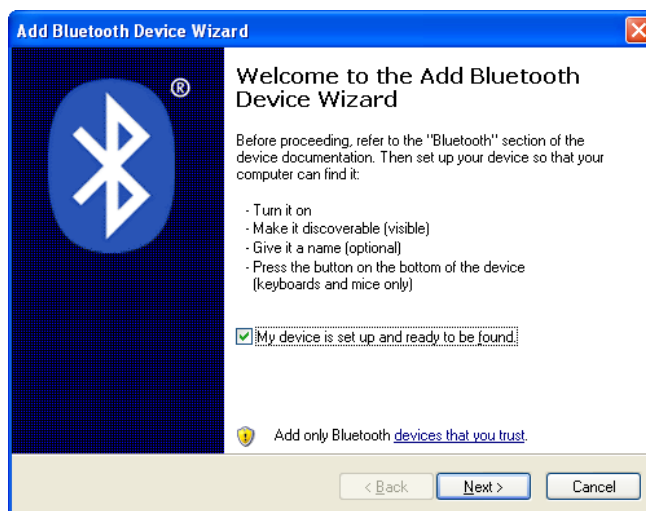 Add Bluetooth Device Wizard
®
Welcome to the Add Bluetooth
Device Wizard
Before proceeding, refer to the "Bluetooth" section of the
device documentation. Then set up your device so that your
computer can find it:
- Turn it on
- Make it discoverable (visible)
- Give it a name (optional)
- Press the button on the bottom of the device
(keyboards and mice only)
My device is set up and ready to be found.
Add only Bluetooth devices that you trust.
< Back Next > Cancel